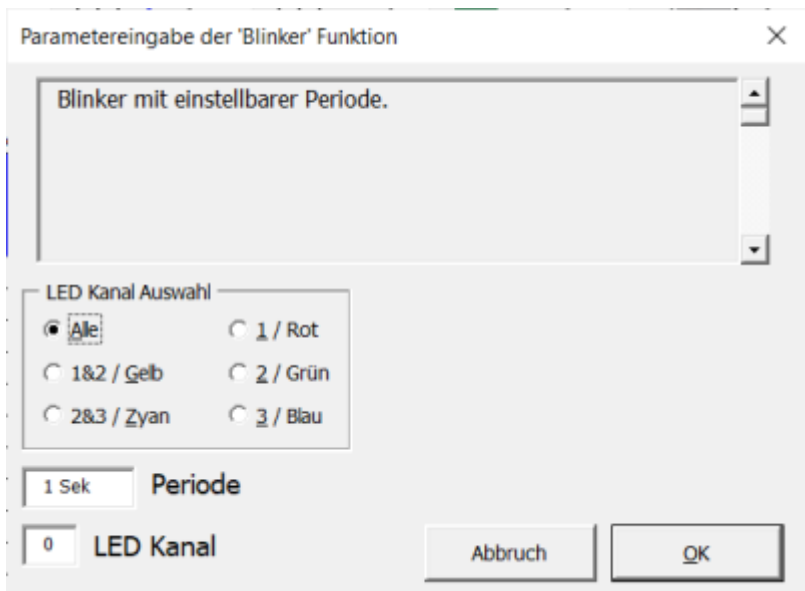 Parametereingabe der 'Blinker' Funktion
Blinker mit einstellbarer Periode.
LED Kanal Auswahl
Alle 1 / Rot
1&2 / Gelb 2 / Grün
2&3 / Zyan 3 / Blau
1 Sek Periode
0 LED Kanal
Abbruch OK